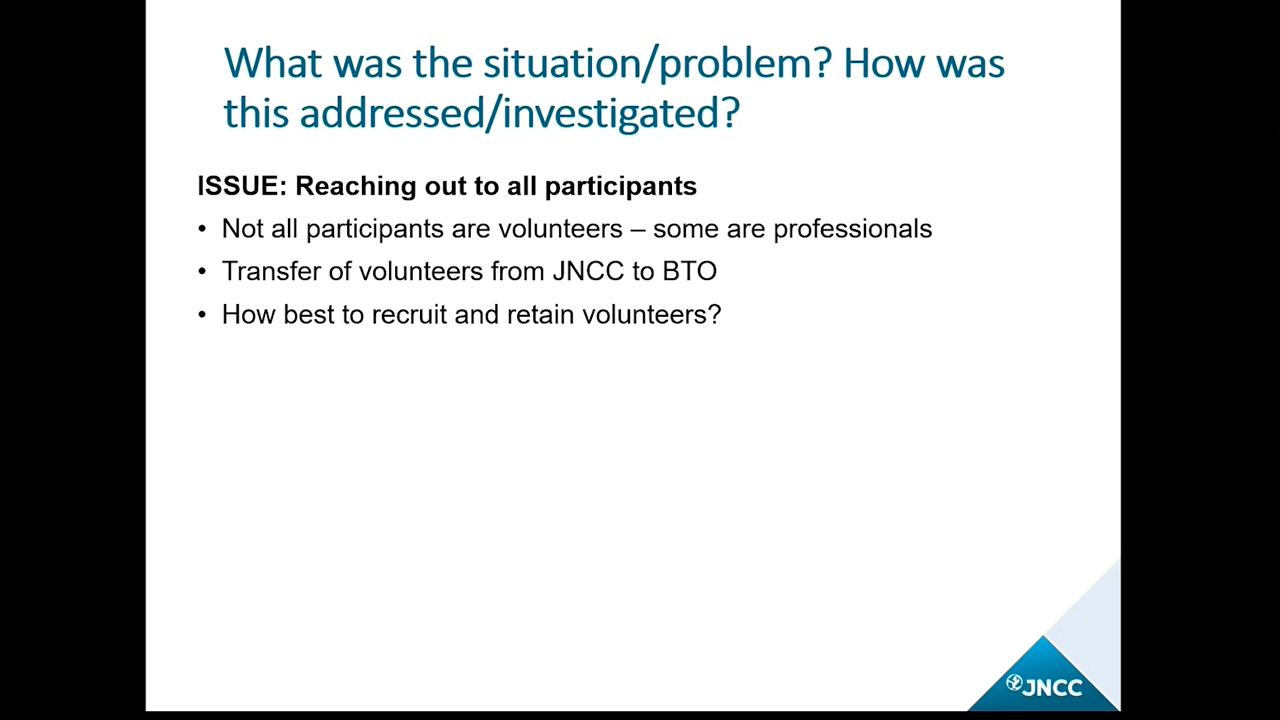 What was the situation/problem? How was
this addressed/investigated?
ISSUE: Reaching out to all participants
• Not all participants are volunteers – some are professionals
• Transfer of volunteers from JNCC to BTO
• How best to recruit and retain volunteers?
JNCC